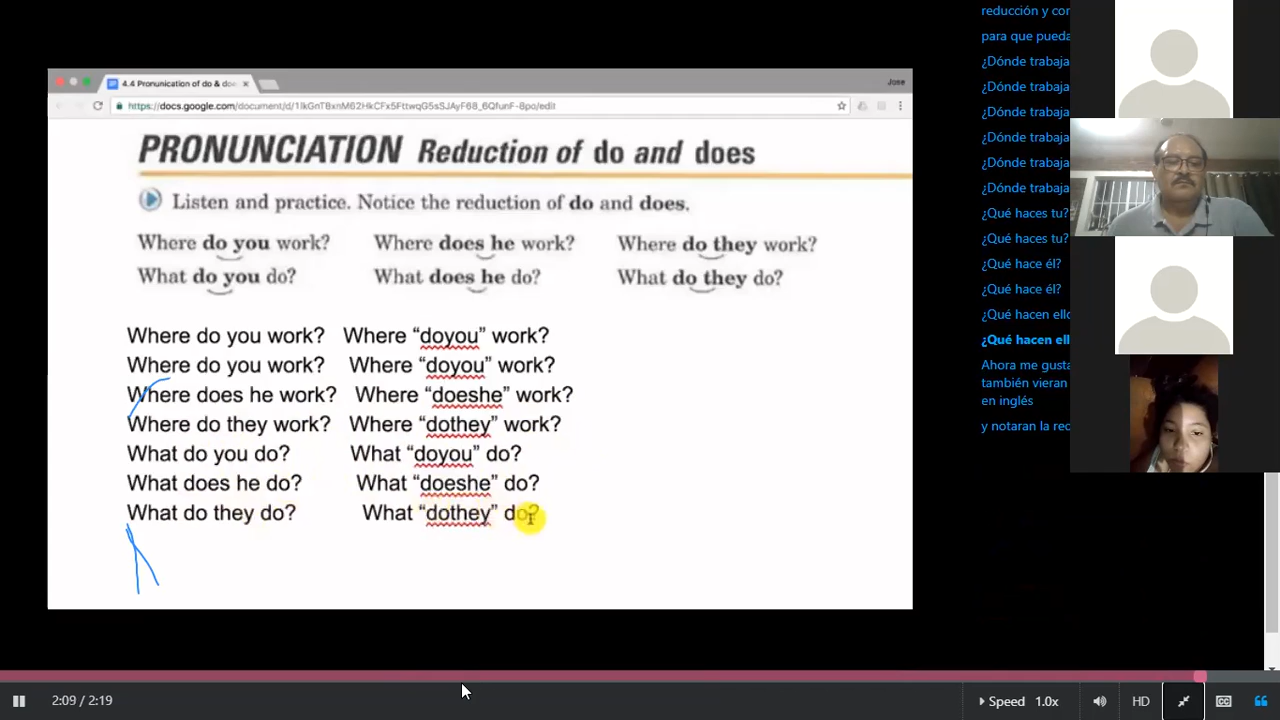 4.4 Pronunication of do & doe
Jose
https://docs.google.com/document/d/1IkGnTBxnM62HkCFx5FttwqG5sSJAyF68_6QfunF-8po/edit
PRONUNCIATION Reduction of do and does
Listen and practice. Notice the reduction of do and does.
Where do you work? Where does he work? Where do they work?
What do you do? What does he do? What do they do?
Where do you work? Where “doyou” work?
Where do you work? Where “doyou” work?
Where does he work? Where “doeshe” work?
Where do they work? Where “dothey” work?
What do you do? What “doyou” do?
What does he do? What “doeshe” do?
What do they do? What “dothey” do?
reducción y cor
para que pueda
¿Dónde trabaja
¿Dónde trabaja
¿Dónde trabaja
¿Dónde trabaja
¿Dónde trabaja
¿Dónde trabaja
¿Qué haces tu?
¿Qué haces tu?
¿Qué hace él?
¿Qué hace él?
¿Qué hacen ello
¿Qué hacen ell
Ahora me gusta
también vieran
en inglés
y notaran la rec
2:09 / 2:19
Speed 1.0x
HD
CC